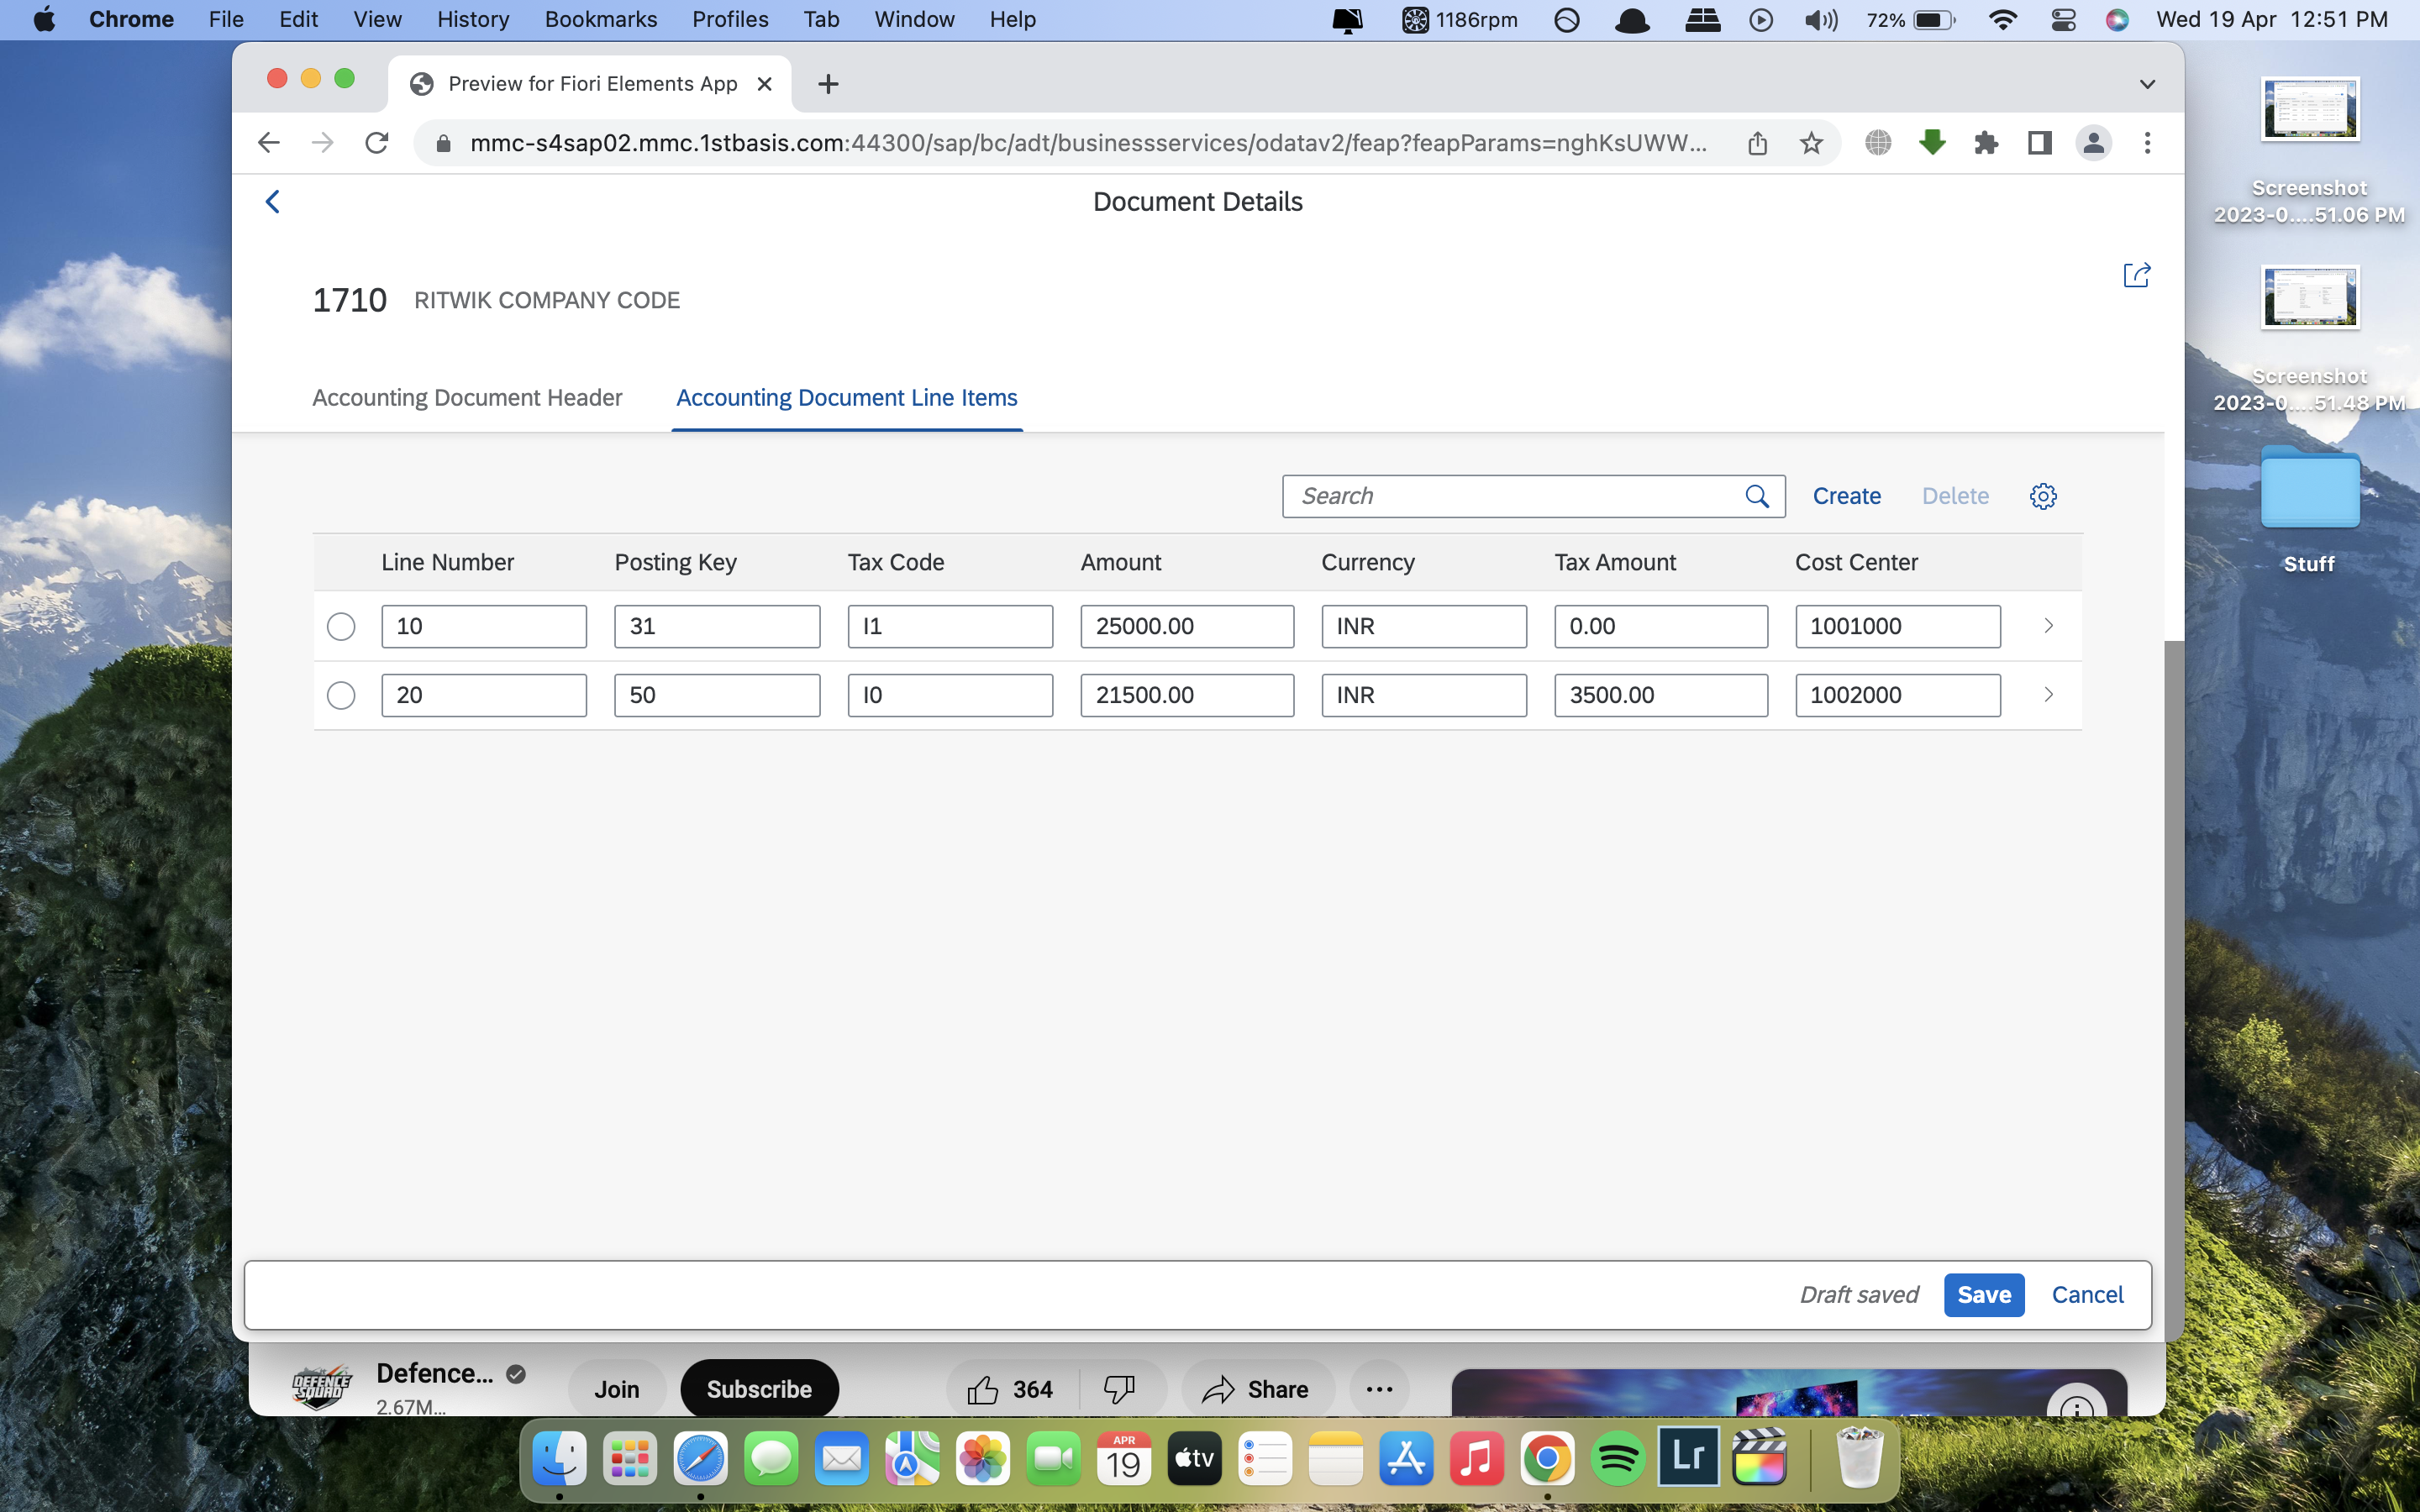 Chrome File Edit View History Bookmarks Profiles Tab Window Help 1186rpm 72% Wed 19 Apr 12:51 PM
Preview for Fiori Elements App
mmc-s4sap02.mmc.1stbasis.com:44300/sap/bc/adt/businessservices/odatav2/feap?feapParams=nghKsUWW...
Document Details
1710 RITWIK COMPANY CODE
Accounting Document Header Accounting Document Line Items
Search Create Delete
Line Number Posting Key Tax Code Amount Currency Tax Amount Cost Center
10 31 I1 25000.00 INR 0.00 1001000
20 50 I0 21500.00 INR 3500.00 1002000
Draft saved Save Cancel
Screenshot
2023-0....51.06 PM
Screenshot
2023-0....51.48 PM
Stuff
DEFENCE
SQUAD
Defence...
2.67M...
Join Subscribe 364 Share
APR
19
tv
Lr